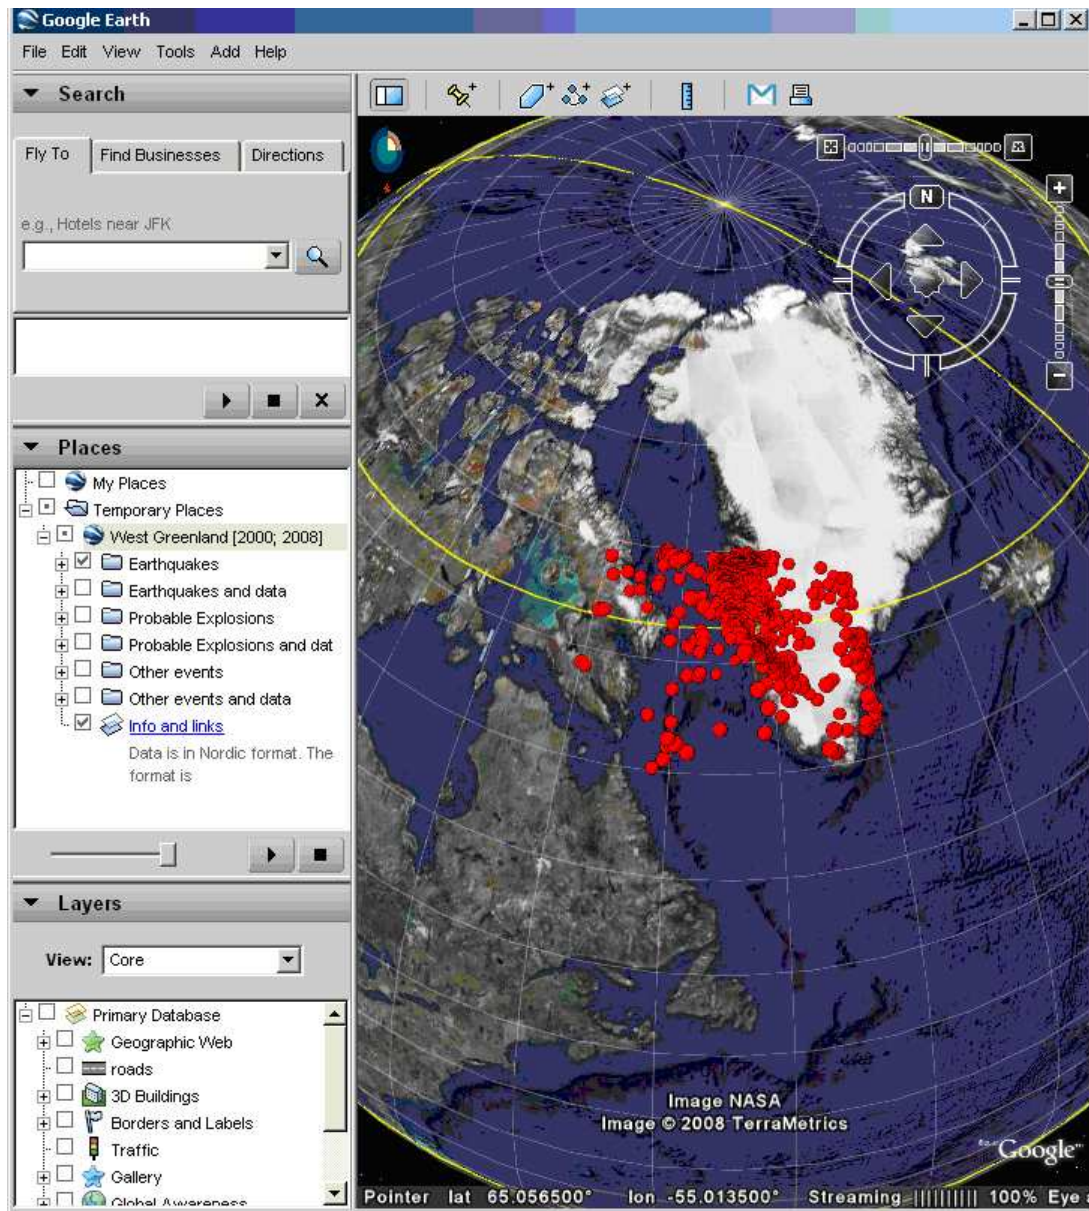 Google Earth
File Edit View Tools Add Help
Search
Fly To Find Businesses Directions
e.g., Hotels near JFK
Places
My Places
Temporary Places
West Greenland [2000; 2008]
Earthquakes
Earthquakes and data
Probable Explosions
Probable Explosions and dat
Other events
Other events and data
Info and links
Data is in Nordic format. The
format is
Layers
View: Core
Primary Database
Geographic Web
roads
3D Buildings
Borders and Labels
Traffic
Gallery
Global Awareness
N
Image NASA
Image © 2008 TerraMetrics
Google
Pointer lat 65.056500° lon -55.013500° Streaming |||||||||| 100% Eye a